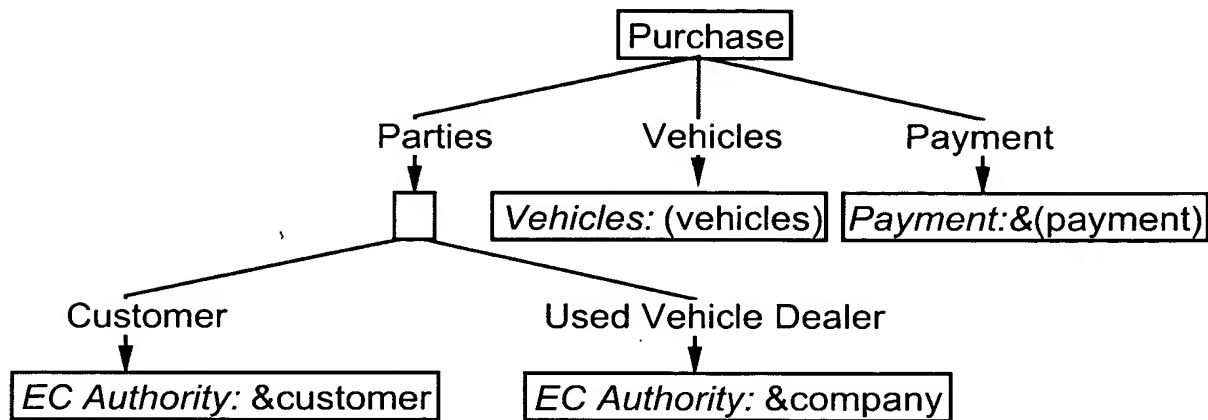 Purchase
Parties Vehicles Payment
Vehicles: (vehicles) Payment:&(payment)
Customer Used Vehicle Dealer
EC Authority: &customer EC Authority: &company